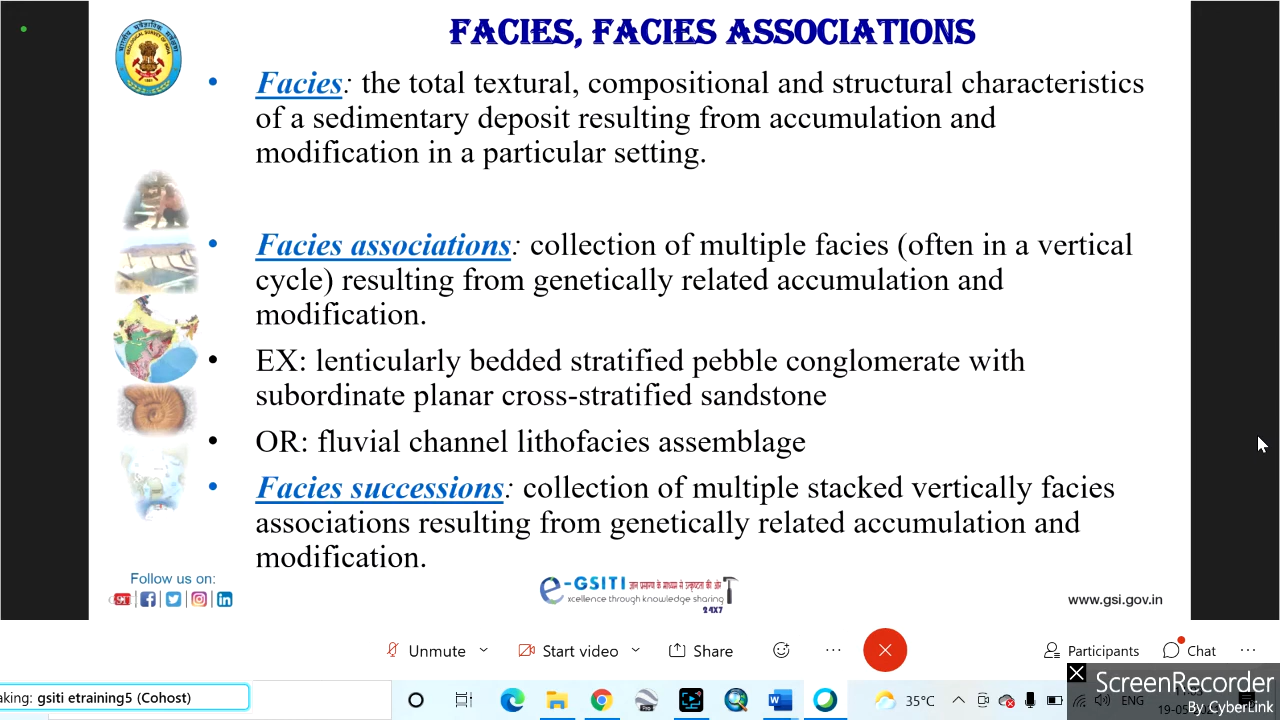 FACIES, FACIES ASSOCIATIONS
• Facies: the total textural, compositional and structural characteristics
of a sedimentary deposit resulting from accumulation and
modification in a particular setting.
• Facies associations: collection of multiple facies (often in a vertical
cycle) resulting from genetically related accumulation and
modification.
• EX: lenticularly bedded stratified pebble conglomerate with
subordinate planar cross-stratified sandstone
• OR: fluvial channel lithofacies assemblage
• Facies successions: collection of multiple stacked vertically facies
associations resulting from genetically related accumulation and
modification.
Follow us on:
e-GSITI
xcellence through knowledge sharing
24X7
www.gsi.gov.in
Unmute
Start video
Share
Participants
Chat
aking: gsiti etraining5 (Cohost)
35°C
ENG
ScreenRecorder
By CyberLink